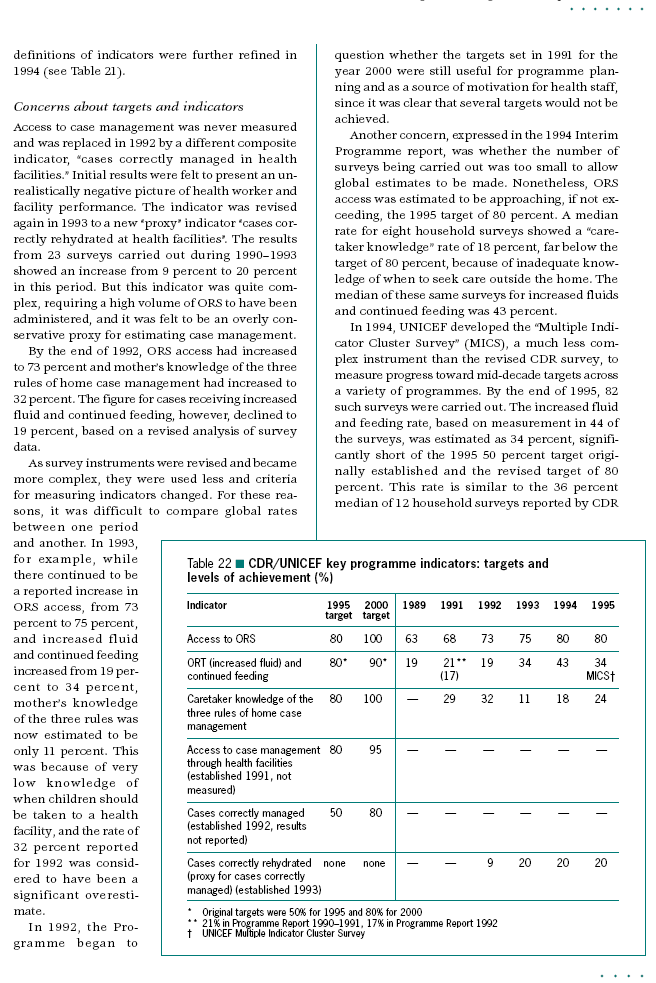 definitions of indicators were further refined in
1994 (see Table 21).
Concerns about targets and indicators
Access to case management was never measured
and was replaced in 1992 by a different composite
indicator, “cases correctly managed in health
facilities.” Initial results were felt to present an un-
realistically negative picture of health worker and
facility performance. The indicator was revised
again in 1993 to a new “proxy” indicator “cases cor-
rectly rehydrated at health facilities”. The results
from 23 surveys carried out during 1990–1993
showed an increase from 9 percent to 20 percent
in this period. But this indicator was quite com-
plex, requiring a high volume of ORS to have been
administered, and it was felt to be an overly con-
servative proxy for estimating case management.
By the end of 1992, ORS access had increased
to 73 percent and mother’s knowledge of the three
rules of home case management had increased to
32 percent. The figure for cases receiving increased
fluid and continued feeding, however, declined to
19 percent, based on a revised analysis of survey
data.
As survey instruments were revised and became
more complex, they were used less and criteria
for measuring indicators changed. For these rea-
sons, it was difficult to compare global rates
between one period
and another. In 1993,
for example, while
there continued to be
a reported increase in
ORS access, from 73
percent to 75 percent,
and increased fluid
and continued feeding
increased from 19 per-
cent to 34 percent,
mother’s knowledge
of the three rules was
now estimated to be
only 11 percent. This
was because of very
low knowledge of
when children should
be taken to a health
facility, and the rate of
32 percent reported
for 1992 was consid-
ered to have been a
significant overesti-
mate.
In 1992, the Pro-
gramme began to
question whether the targets set in 1991 for the
year 2000 were still useful for programme plan-
ning and as a source of motivation for health staff,
since it was clear that several targets would not be
achieved.
Another concern, expressed in the 1994 Interim
Programme report, was whether the number of
surveys being carried out was too small to allow
global estimates to be made. Nonetheless, ORS
access was estimated to be approaching, if not ex-
ceeding, the 1995 target of 80 percent. A median
rate for eight household surveys showed a “care-
taker knowledge” rate of 18 percent, far below the
target of 80 percent, because of inadequate know-
ledge of when to seek care outside the home. The
median of these same surveys for increased fluids
and continued feeding was 43 percent.
In 1994, UNICEF developed the “Multiple Indi-
cator Cluster Survey” (MICS), a much less com-
plex instrument than the revised CDR survey, to
measure progress toward mid-decade targets across
a variety of programmes. By the end of 1995, 82
such surveys were carried out. The increased fluid
and feeding rate, based on measurement in 44 of
the surveys, was estimated as 34 percent, signifi-
cantly short of the 1995 50 percent target origi-
nally established and the revised target of 80
percent. This rate is similar to the 36 percent
median of 12 household surveys reported by CDR
Table 22 ■ CDR/UNICEF key programme indicators: targets and
levels of achievement (%)
Indicator 1995 2000 1989 1991 1992 1993 1994 1995
target target
Access to ORS 80 100 63 68 73 75 80 80
ORT (increased fluid) and 80* 90* 19 21** 19 34 43 34
continued feeding (17) MICS†
Caretaker knowledge of the 80 100 — 29 32 11 18 24
three rules of home case
management
Access to case management 80 95 — — — — — —
through health facilities
(established 1991, not
measured)
Cases correctly managed 50 80 — — — — — —
(established 1992, results
not reported)
Cases correctly rehydrated none none — — 9 20 20 20
(proxy for cases correctly
managed) (established 1993)
* Original targets were 50% for 1995 and 80% for 2000
** 21% in Programme Report 1990–1991, 17% in Programme Report 1992
† UNICEF Multiple Indicator Cluster Survey